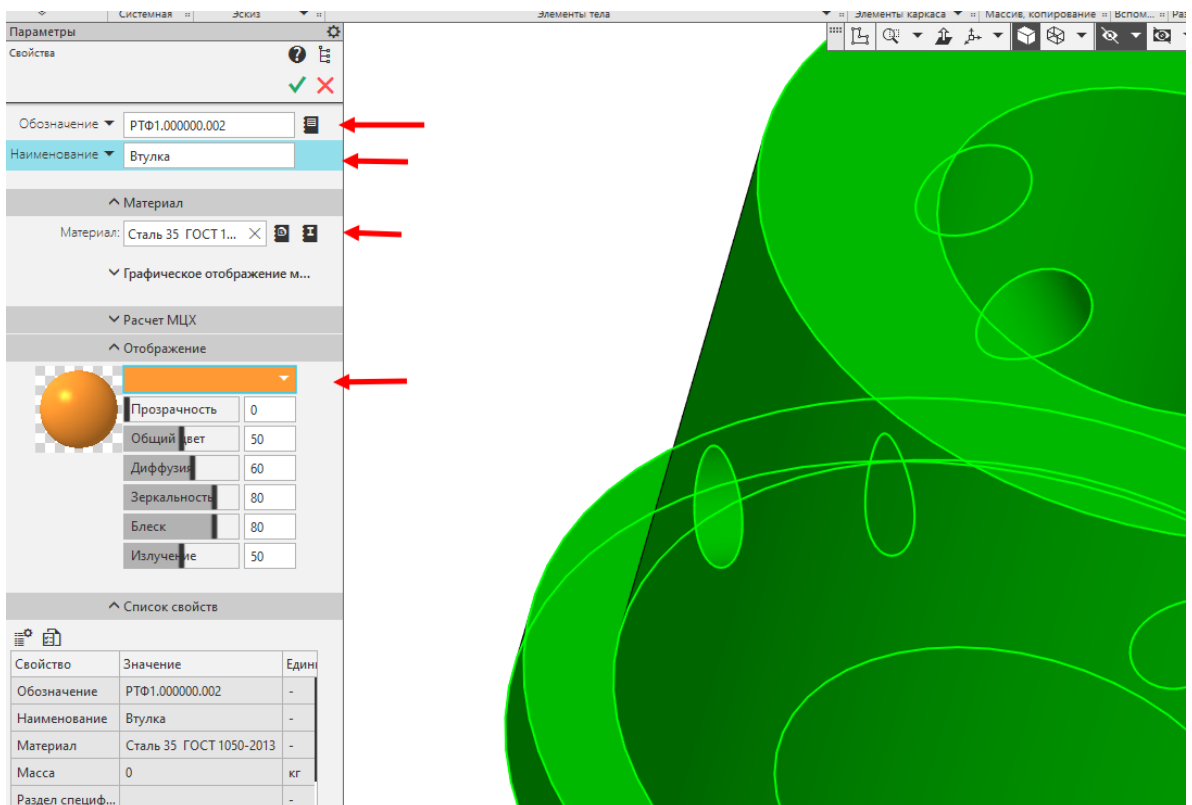 Системная
Эскиз
Элементы тела
Элементы каркаса
Массив, копирование
Вспом...
Раз
Параметры
Свойства
Обозначение
РТФ1.000000.002
Наименование
Втулка
Материал
Материал:
Сталь 35 ГОСТ 1...
Графическое отображение м...
Расчет МЦХ
Отображение
Прозрачность 0
Общий цвет 50
Диффузия 60
Зеркальность 80
Блеск 80
Излучение 50
Список свойств
Свойство Значение Едини
Обозначение РТФ1.000000.002 -
Наименование Втулка -
Материал Сталь 35 ГОСТ 1050-2013 -
Масса 0 кг
Раздел специф... -